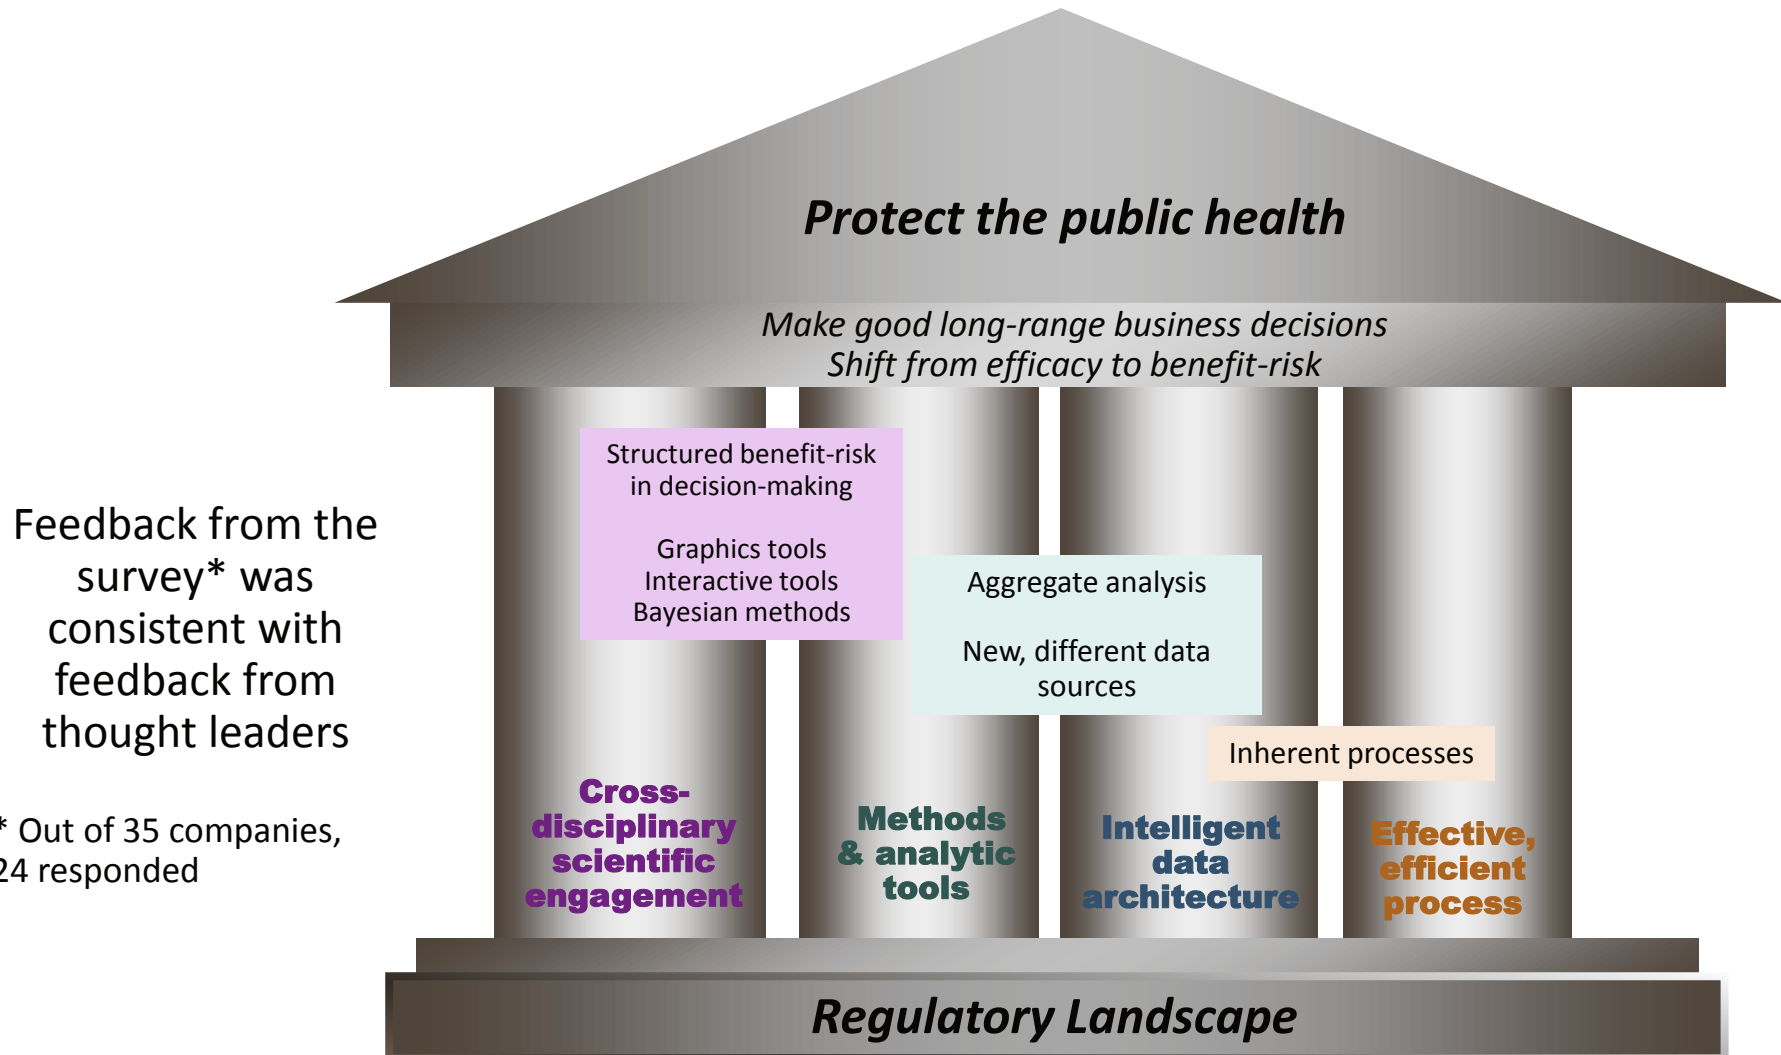 Protect the public health
Make good long-range business decisions
Shift from efficacy to benefit-risk
Structured benefit-risk
in decision-making
Graphics tools
Interactive tools
Bayesian methods
Aggregate analysis
New, different data
sources
Inherent processes
Feedback from the
survey* was
consistent with
feedback from
thought leaders
* Out of 35 companies,
24 responded
Cross-
disciplinary
scientific
engagement
Methods
& analytic
tools
Intelligent
data
architecture
Effective,
efficient
process
Regulatory Landscape